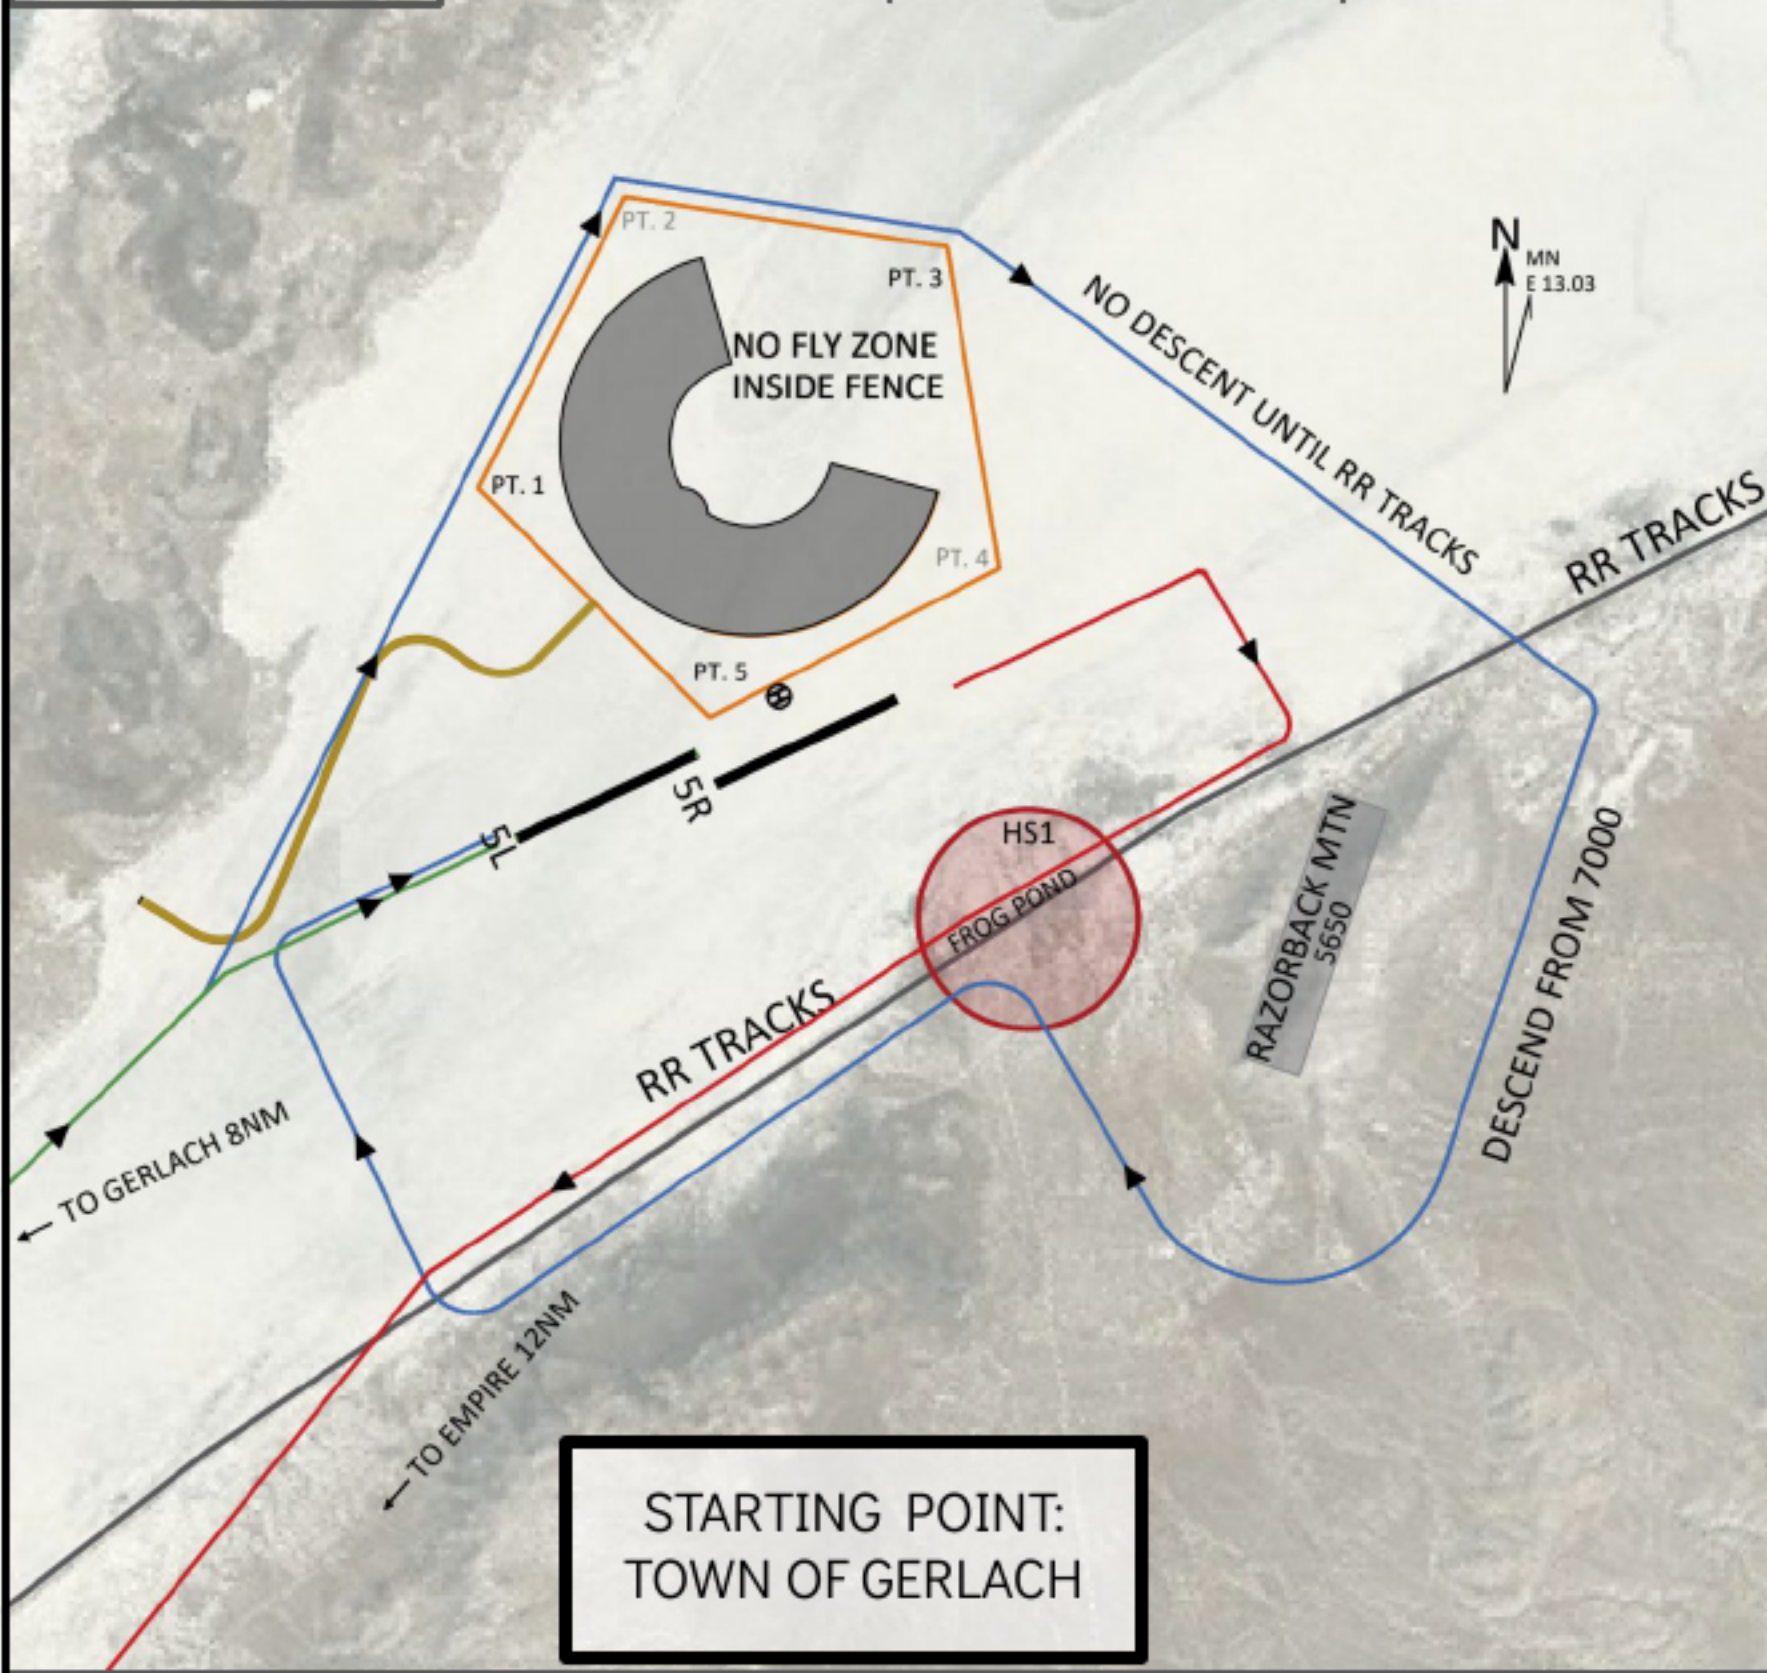 PT. 2
N
MN
E 13.03
PT. 3
NO DESCENT UNTIL RR TRACKS
NO FLY ZONE
INSIDE FENCE
PT. 1
RR TRACKS
PT. 4
PT. 5
5R
5L
HS1
FROG POND
RAZORBACK MTN
5650
DESCEND FROM 7000
RR TRACKS
TO GERLACH 8NM
TO EMPIRE 12NM
STARTING POINT:
TOWN OF GERLACH